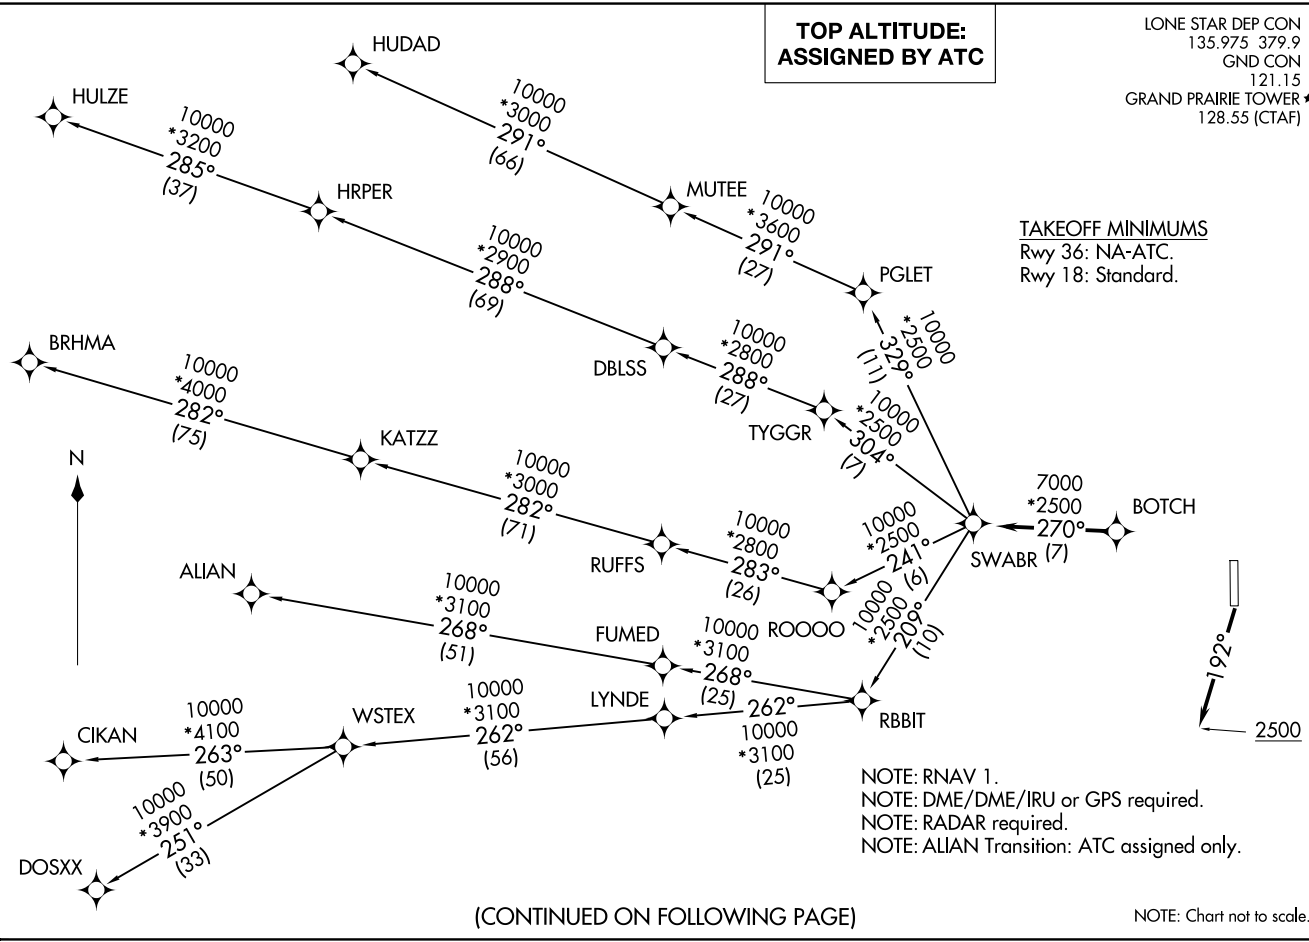 TOP ALTITUDE:
ASSIGNED BY ATC
LONE STAR DEP CON
135.975 379.9
GND CON
121.15
GRAND PRAIRIE TOWER★
128.55 (CTAF)
HUDAD
10000
*3000
291°
(66)
HULZE
10000
*3200
285°
(37)
HRPER
MUTEE
10000
*3600
291°
(27)
PGLET
TAKEOFF MINIMUMS
Rwy 36: NA-ATC.
Rwy 18: Standard.
10000
*2900
288°
(69)
10000
*2500
329°
(11)
BRHMA
10000
*4000
282°
(75)
DBLSS
10000
*2800
288°
(27)
TYGGR
10000
*2500
304°
(7)
N
KATZZ
10000
*3000
282°
(71)
7000
*2500
270°
(7)
BOTCH
SWABR
10000
*2500
241°
(6)
RUFFS
10000
*2800
283°
(26)
ROOOO
ALIAN
10000
*3100
268°
(51)
FUMED
10000
*3100
268°
(25)
10000
*2500
209°
(10)
192°
2500
RBBIT
LYNDE
262°
10000
*3100
(25)
WSTEX
10000
*3100
262°
(56)
CIKAN
10000
*4100
263°
(50)
10000
*3900
251°
(33)
DOSXX
NOTE: RNAV 1.
NOTE: DME/DME/IRU or GPS required.
NOTE: RADAR required.
NOTE: ALIAN Transition: ATC assigned only.
(CONTINUED ON FOLLOWING PAGE)
NOTE: Chart not to scale.